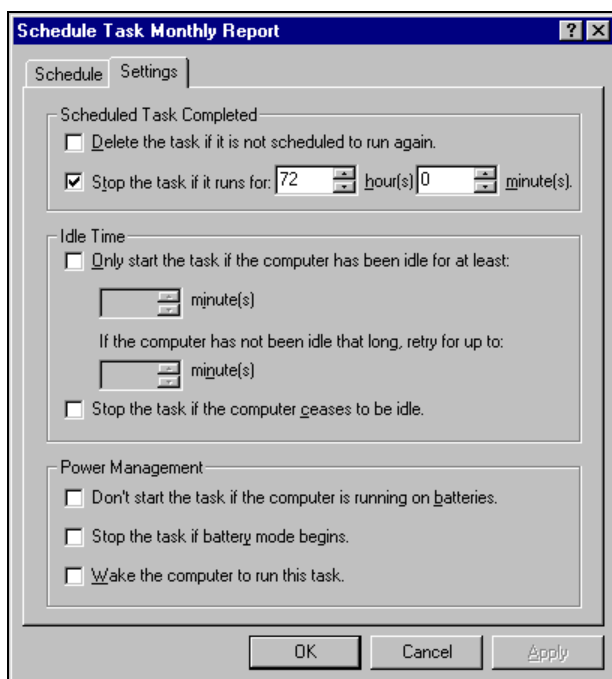 Schedule Task Monthly Report
Schedule Settings
Scheduled Task Completed
Delete the task if it is not scheduled to run again.
Stop the task if it runs for: 72 hour(s) 0 minute(s).
Idle Time
Only start the task if the computer has been idle for at least:
minute(s)
If the computer has not been idle that long, retry for up to:
minute(s)
Stop the task if the computer ceases to be idle.
Power Management
Don't start the task if the computer is running on batteries.
Stop the task if battery mode begins.
Wake the computer to run this task.
OK Cancel Apply